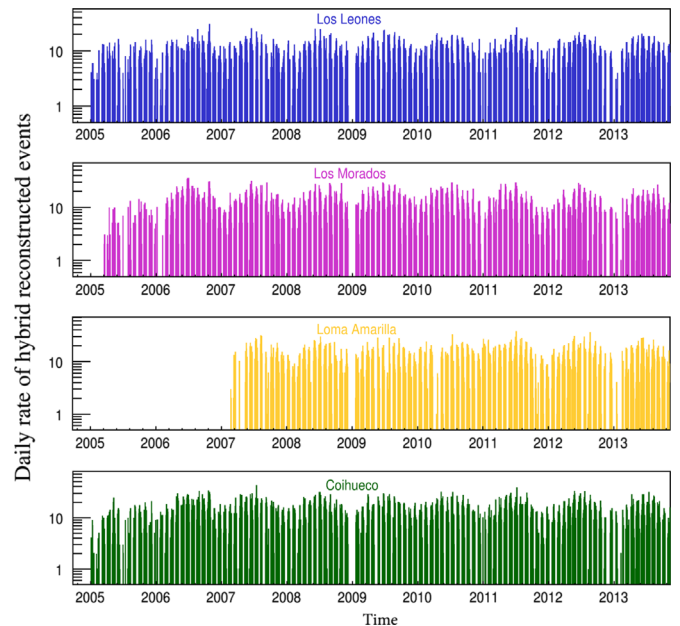 Daily rate of hybrid reconstructed events
Los Leones
10
1
2005 2006 2007 2008 2009 2010 2011 2012 2013
Los Morados
10
1
2005 2006 2007 2008 2009 2010 2011 2012 2013
Loma Amarilla
10
1
2005 2006 2007 2008 2009 2010 2011 2012 2013
Coihueco
10
1
2005 2006 2007 2008 2009 2010 2011 2012 2013
Time